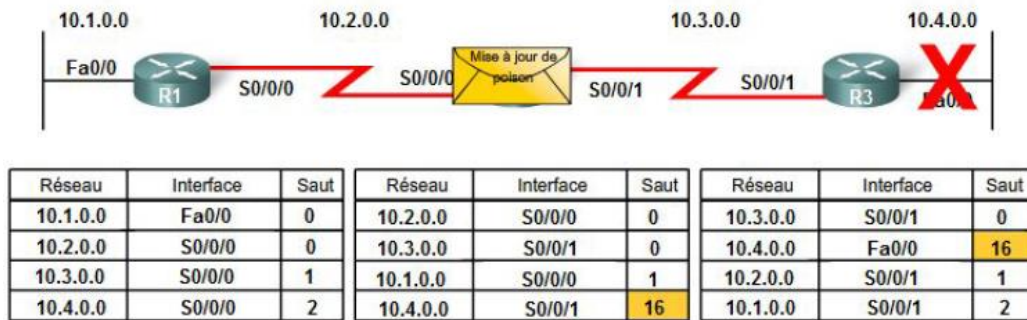 10.1.0.0 10.2.0.0 10.3.0.0 10.4.0.0
Fa0/0 R1 S0/0/0 S0/0/0 Mise à jour de poison S0/0/1 S0/0/1 R3 Fa0/0
Réseau Interface Saut Réseau Interface Saut Réseau Interface Saut
10.1.0.0 Fa0/0 0 10.2.0.0 S0/0/0 0 10.3.0.0 S0/0/1 0
10.2.0.0 S0/0/0 0 10.3.0.0 S0/0/1 0 10.4.0.0 Fa0/0 16
10.3.0.0 S0/0/0 1 10.1.0.0 S0/0/0 1 10.2.0.0 S0/0/1 1
10.4.0.0 S0/0/0 2 10.4.0.0 S0/0/1 16 10.1.0.0 S0/0/1 2